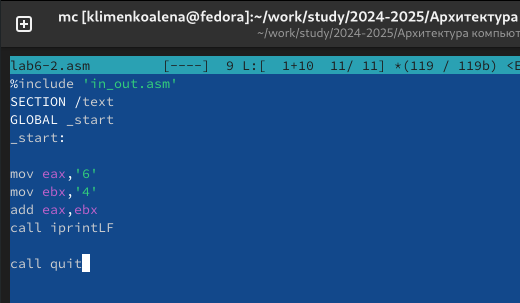 mc [klimenkoalena@fedora]:~/work/study/2024-2025/Архитектура
~/work/study/2024-2025/Архитектура компьют
lab6-2.asm [----] 9 L:[ 1+10 11/ 11] *(119 / 119b) <E
%include 'in_out.asm'
SECTION /text
GLOBAL _start
_start:
mov eax,'6'
mov ebx,'4'
add eax,ebx
call iprintLF
call quit